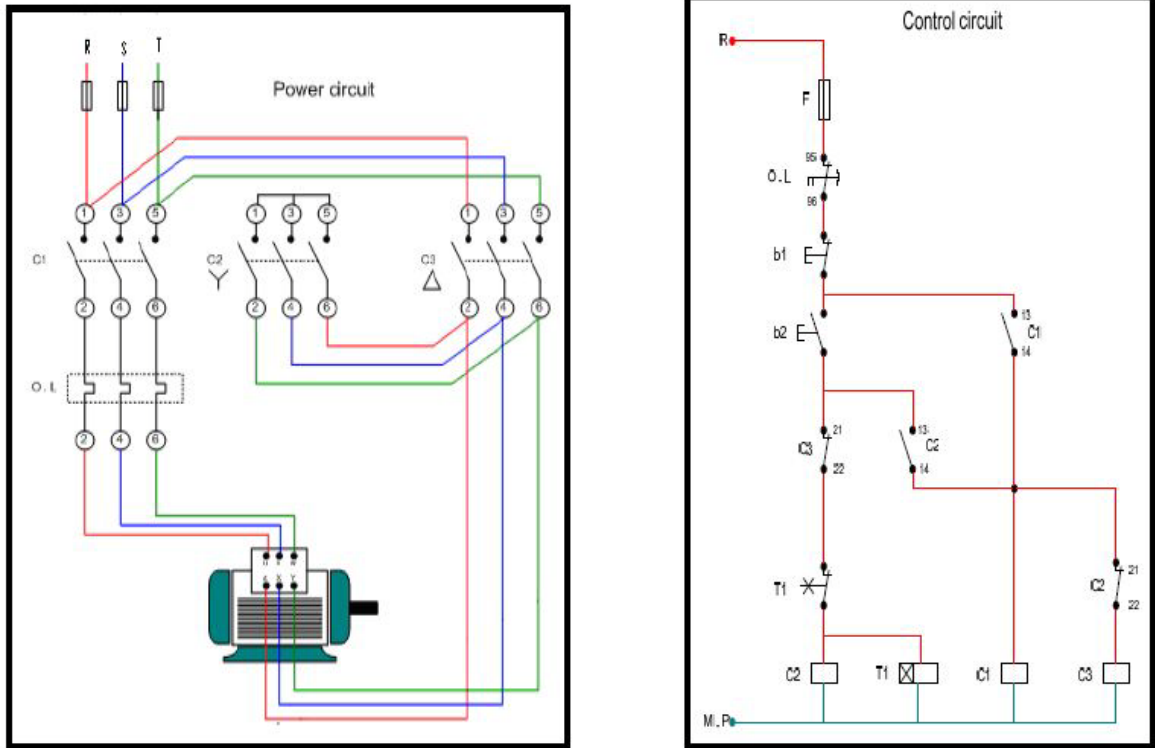 R S T
Power circuit
1 3 5 1 3 5 1 3 5
C1 C2 C3
2 4 6 2 4 6 2 4 6
O.L
2 4 6
Z X Y
Control circuit
R
F
95
O.L
96
b1
13
b2 C1
14
21 13
C3 C2
22 14
21
T1 C2
22
C2 T1 C1 C3
M.P